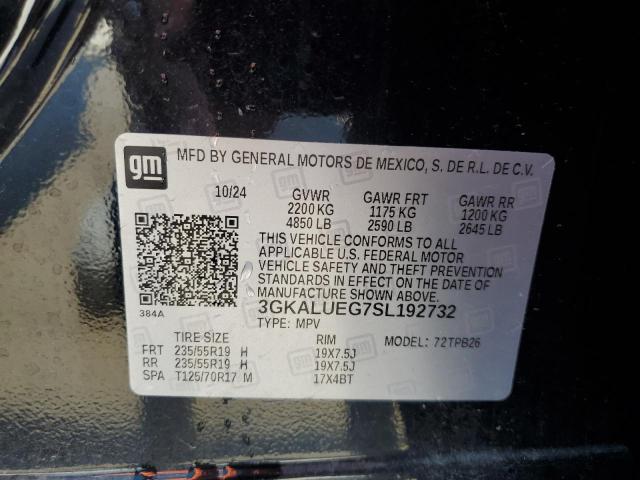 gm MFD BY GENERAL MOTORS DE MEXICO, S. DE R.L. DE C.V.
10/24 GVWR GAWR FRT GAWR RR
2200 KG 1175 KG 1200 KG
4850 LB 2590 LB 2645 LB
THIS VEHICLE CONFORMS TO ALL
APPLICABLE U.S. FEDERAL MOTOR
VEHICLE SAFETY AND THEFT PREVENTION
STANDARDS IN EFFECT ON THE DATE OF
MANUFACTURE SHOWN ABOVE.
384A 3GKALUEG7SL192732
TYPE: MPV
TIRE SIZE RIM MODEL: 72TPB26
FRT 235/55R19 H 19X7.5J
RR 235/55R19 H 19X7.5J
SPA T125/70R17 M 17X4BT